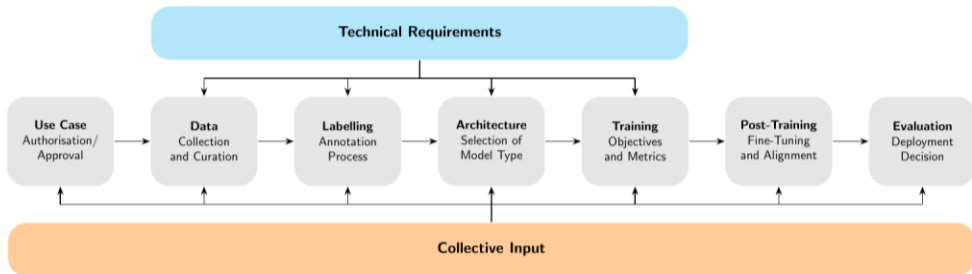 Technical Requirements
Use Case
Authorisation/
Approval
Data
Collection
and Curation
Labelling
Annotation
Process
Architecture
Selection of
Model Type
Training
Objectives
and Metrics
Post-Training
Fine-Tuning
and Alignment
Evaluation
Deployment
Decision
Collective Input